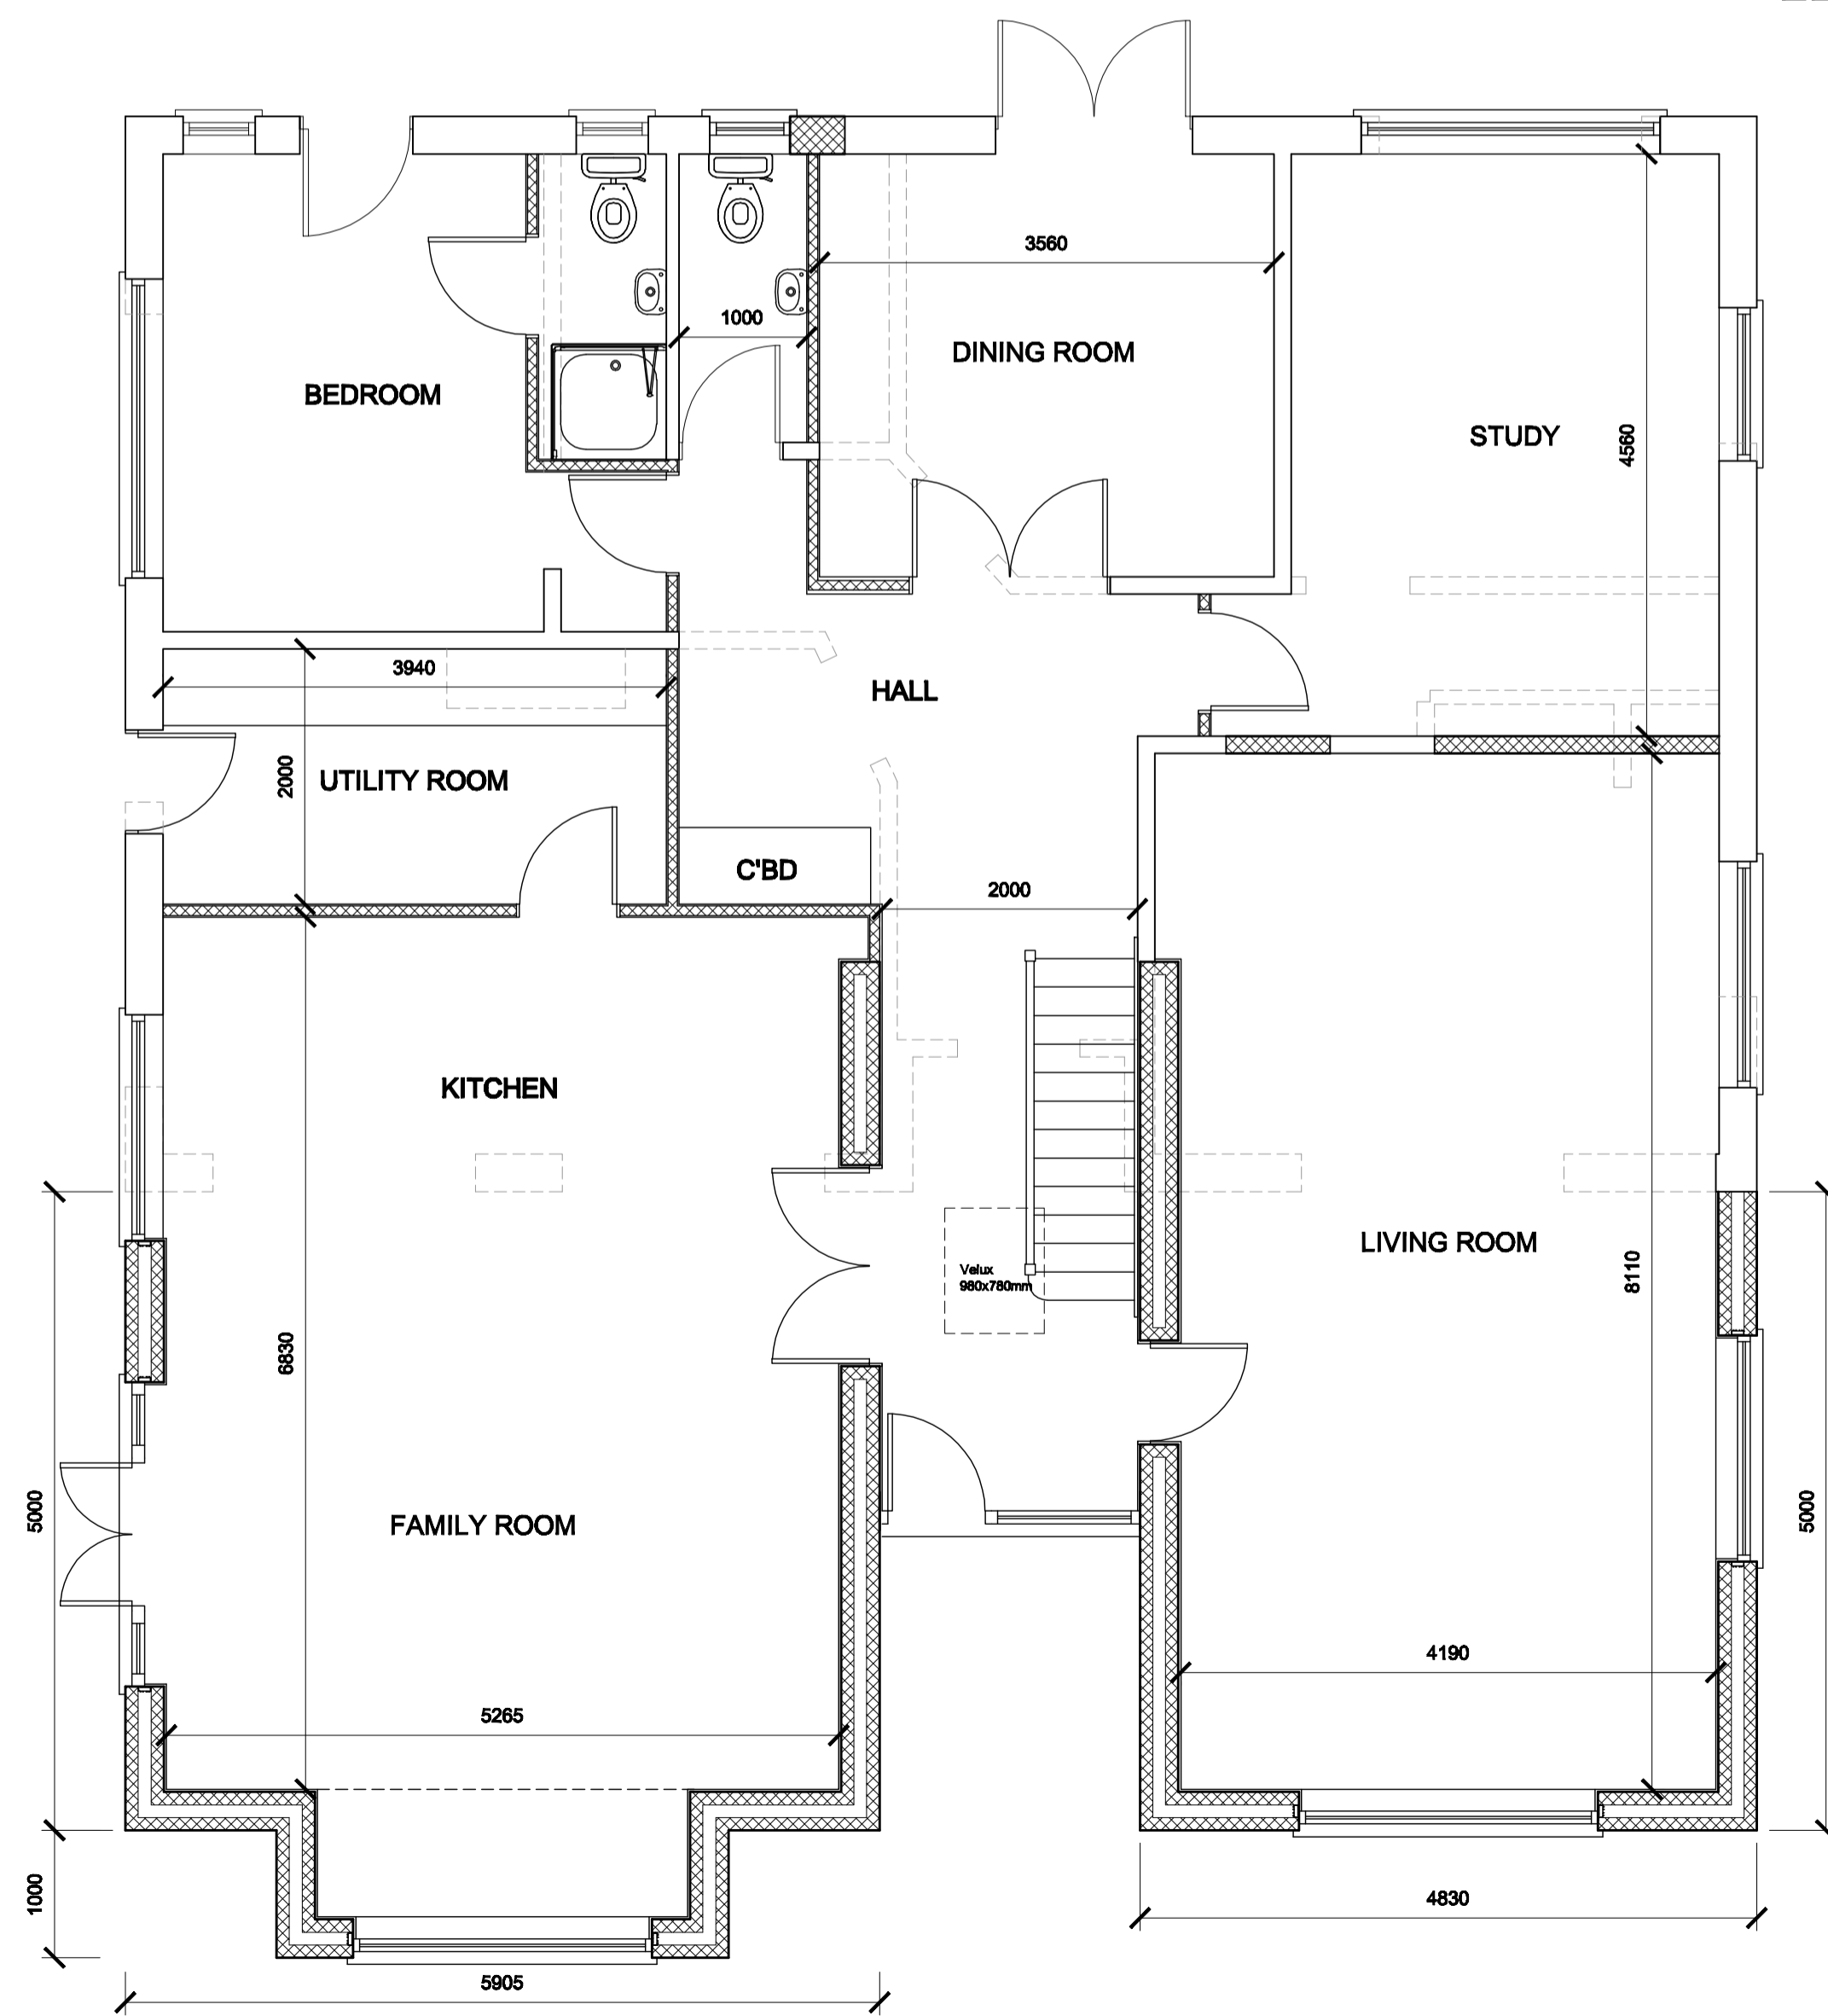 3560
1000
DINING ROOM
BEDROOM
STUDY
4560
3940
HALL
2000
UTILITY ROOM
C'BD
2000
KITCHEN
LIVING ROOM
8110
Velux
980x780mm
6830
5000
FAMILY ROOM
5000
4190
5265
1000
4830
5905